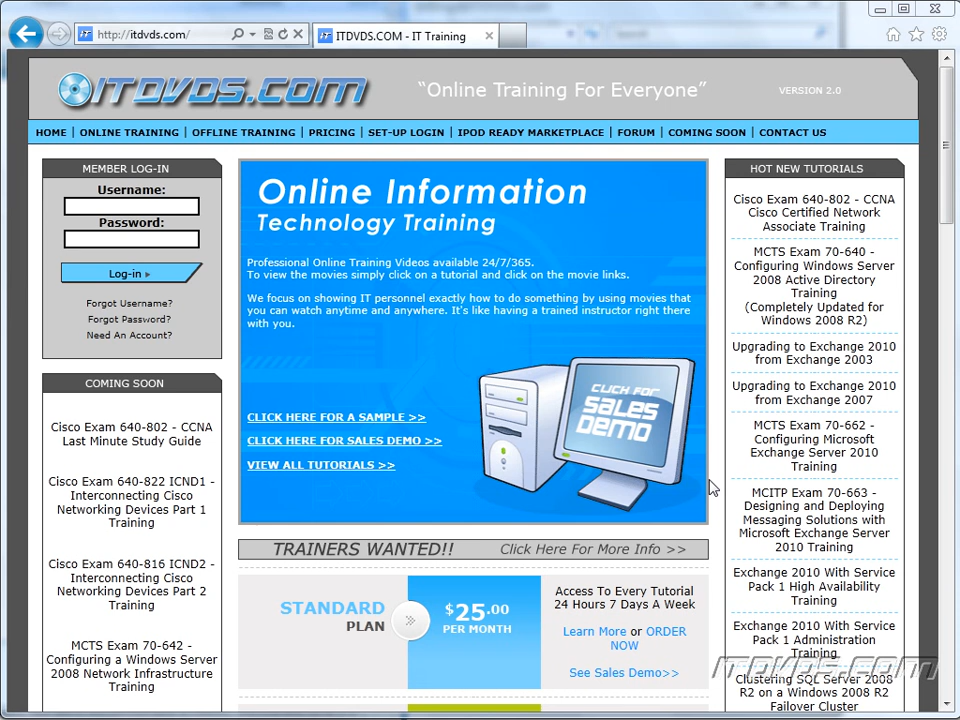 http://itdvds.com/
ITDVDS.COM - IT Training
ITDVDS.COM
“Online Training For Everyone”
VERSION 2.0
HOME | ONLINE TRAINING | OFFLINE TRAINING | PRICING | SET-UP LOGIN | IPOD READY MARKETPLACE | FORUM | COMING SOON | CONTACT US
MEMBER LOG-IN
Username:
Password:
Log-in
Forgot Username?
Forgot Password?
Need An Account?
COMING SOON
Cisco Exam 640-802 - CCNA
Last Minute Study Guide
Cisco Exam 640-822 ICND1 -
Interconnecting Cisco
Networking Devices Part 1
Training
Cisco Exam 640-816 ICND2 -
Interconnecting Cisco
Networking Devices Part 2
Training
MCTS Exam 70-642 -
Configuring a Windows Server
2008 Network Infrastructure
Training
Online Information
Technology Training
Professional Online Training Videos available 24/7/365.
To view the movies simply click on a tutorial and click on the movie links.
We focus on showing IT personnel exactly how to do something by using movies that
you can watch anytime and anywhere. It's like having a trained instructor right there
with you.
CLICK HERE FOR A SAMPLE >>
CLICK HERE FOR SALES DEMO >>
VIEW ALL TUTORIALS >>
CLICK FOR
SALES
DEMO
TRAINERS WANTED!! Click Here For More Info >>
STANDARD
PLAN
$25.00
PER MONTH
Access To Every Tutorial
24 Hours 7 Days A Week
Learn More or ORDER
NOW
See Sales Demo>>
HOT NEW TUTORIALS
Cisco Exam 640-802 - CCNA
Cisco Certified Network
Associate Training
MCTS Exam 70-640 -
Configuring Windows Server
2008 Active Directory
Training
(Completely Updated for
Windows 2008 R2)
Upgrading to Exchange 2010
from Exchange 2003
Upgrading to Exchange 2010
from Exchange 2007
MCTS Exam 70-662 -
Configuring Microsoft
Exchange Server 2010
Training
MCITP Exam 70-663 -
Designing and Deploying
Messaging Solutions with
Microsoft Exchange Server
2010 Training
Exchange 2010 With Service
Pack 1 High Availability
Training
Exchange 2010 With Service
Pack 1 Administration
Training
Clustering SQL Server 2008
R2 on a Windows 2008 R2
Failover Cluster
ITDVDS.COM